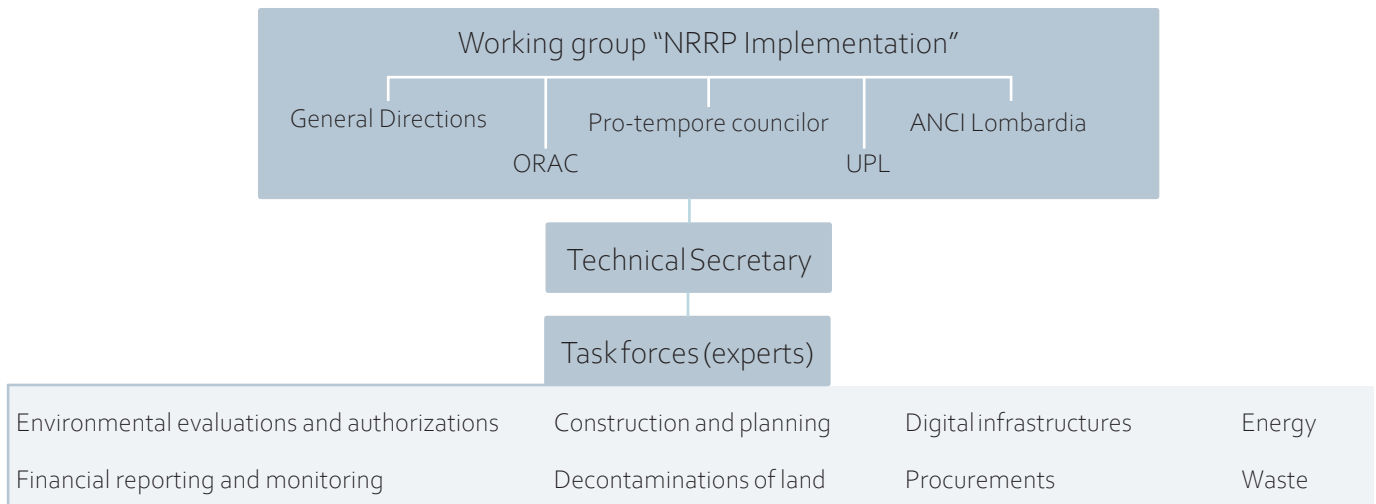 Working group “NRRP Implementation”
General Directions
Pro-tempore councilor
ANCI Lombardia
ORAC
UPL
Technical Secretary
Task forces (experts)
Environmental evaluations and authorizations
Construction and planning
Digital infrastructures
Energy
Financial reporting and monitoring
Decontaminations of land
Procurements
Waste